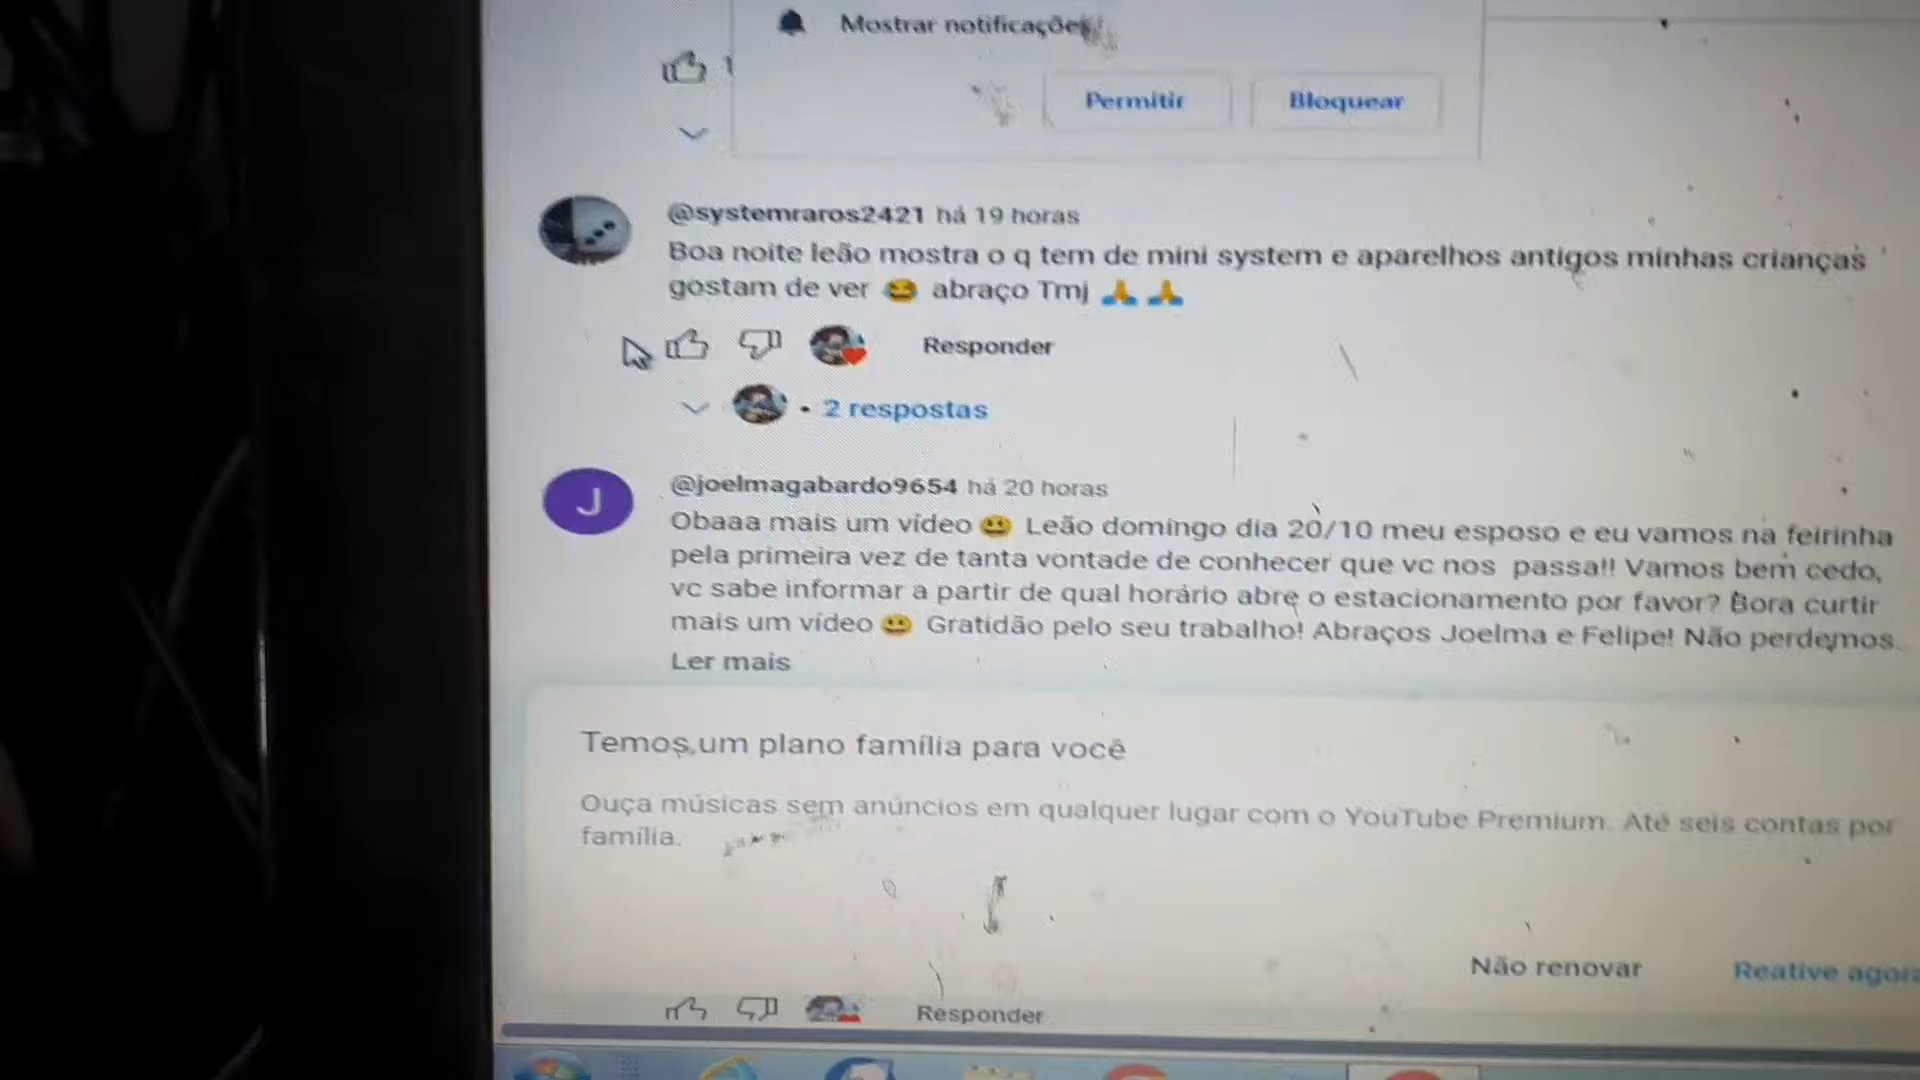 Mostrar notificações
Permitir Bloquear
@systemraros2421 há 19 horas
Boa noite leão mostra o q tem de mini system e aparelhos antigos minhas crianças
gostam de ver 😆 abraço Tmj 🙏 🙏
Responder
2 respostas
J
@joelmagabardo9654 há 20 horas
Obaaa mais um vídeo 😃 Leão domingo dia 20/10 meu esposo e eu vamos na feirinha
pela primeira vez de tanta vontade de conhecer que vc nos passa!! Vamos bem cedo,
vc sabe informar a partir de qual horário abre o estacionamento por favor? Bora curtir
mais um vídeo 😃 Gratidão pelo seu trabalho! Abraços Joelma e Felipe! Não perdemos
Ler mais
Temos um plano família para você
Ouça músicas sem anúncios em qualquer lugar com o YouTube Premium. Até seis contas por
família.
Não renovar Reative agora
Responder